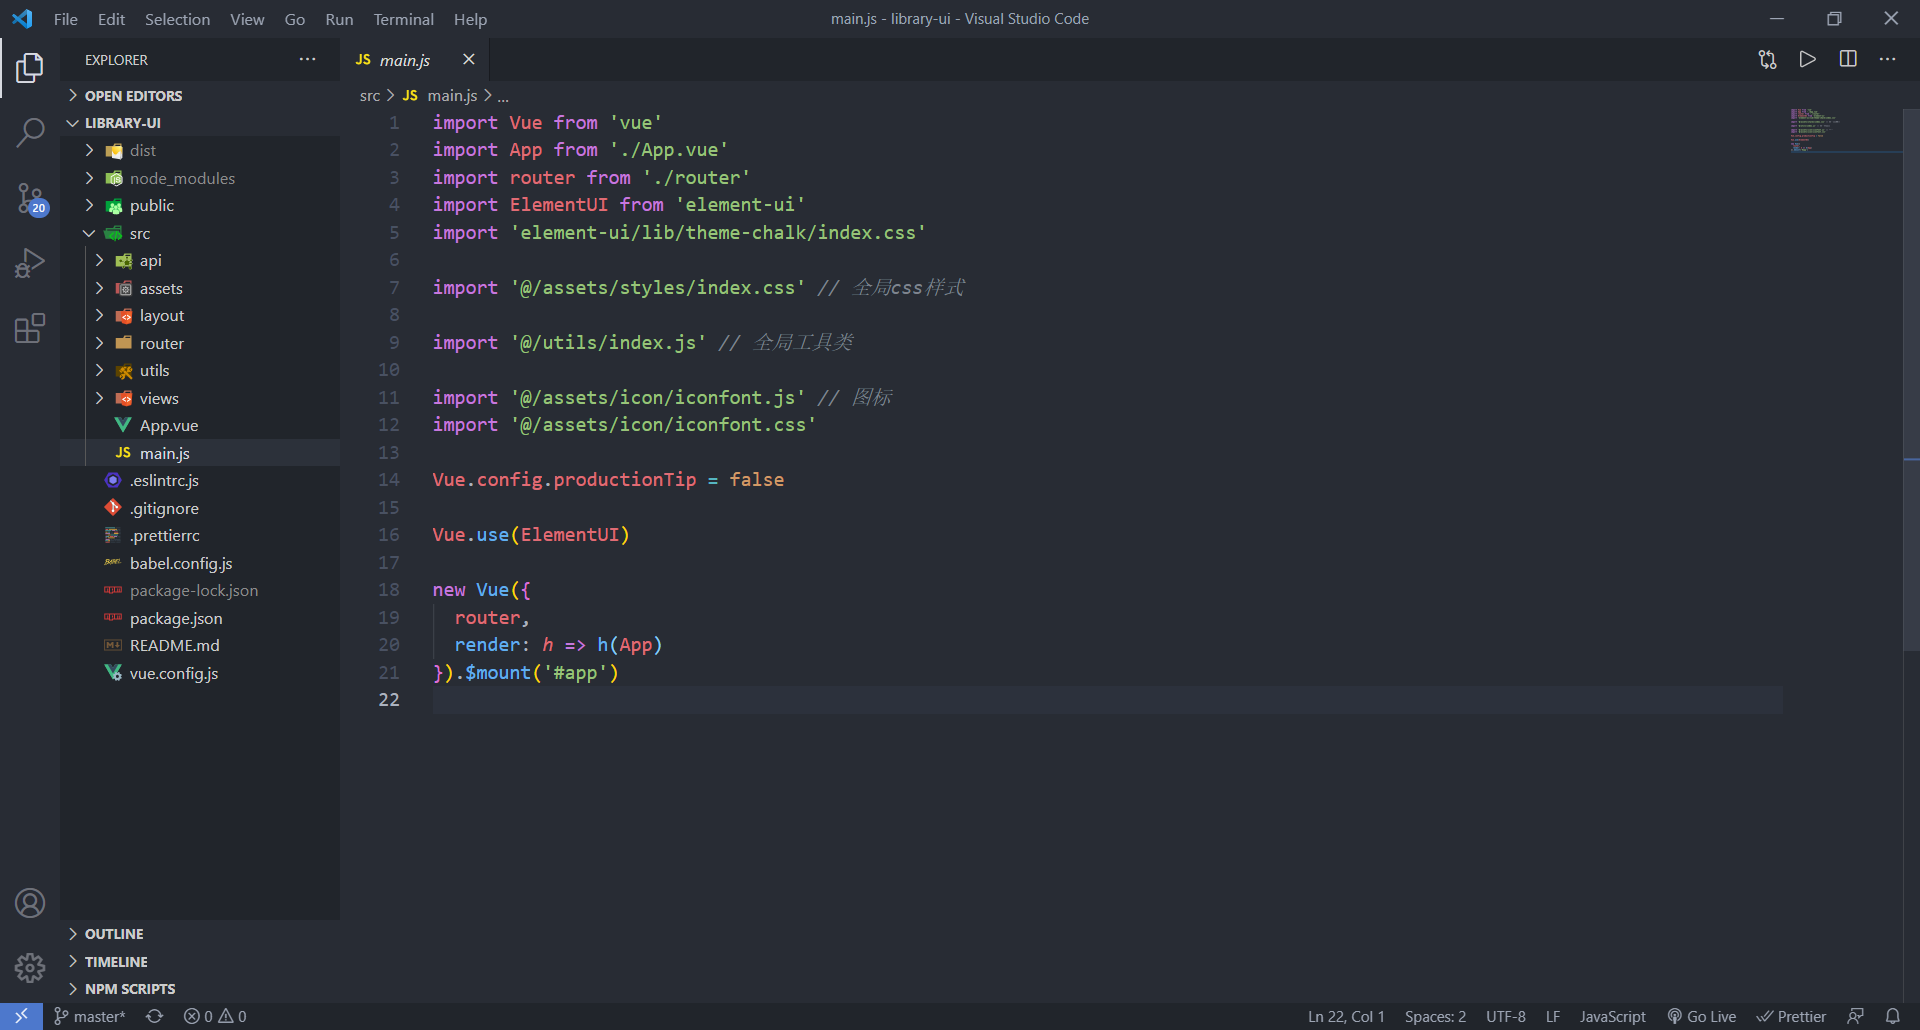 File Edit Selection View Go Run Terminal Help
main.js - library-ui - Visual Studio Code
EXPLORER
OPEN EDITORS
LIBRARY-UI
dist
node_modules
public
src
api
assets
layout
router
utils
views
App.vue
JS main.js
.eslintrc.js
.gitignore
.prettierrc
babel.config.js
package-lock.json
package.json
README.md
vue.config.js
OUTLINE
TIMELINE
NPM SCRIPTS
20
JS main.js
src > JS main.js > ...
1 import Vue from 'vue'
2 import App from './App.vue'
3 import router from './router'
4 import ElementUI from 'element-ui'
5 import 'element-ui/lib/theme-chalk/index.css'
6
7 import '@/assets/styles/index.css' // 全局css样式
8
9 import '@/utils/index.js' // 全局工具类
10
11 import '@/assets/icon/iconfont.js' // 图标
12 import '@/assets/icon/iconfont.css'
13
14 Vue.config.productionTip = false
15
16 Vue.use(ElementUI)
17
18 new Vue({
19   router,
20   render: h => h(App)
21 }).$mount('#app')
22
master* 0 0
Ln 22, Col 1 Spaces: 2 UTF-8 LF JavaScript Go Live Prettier